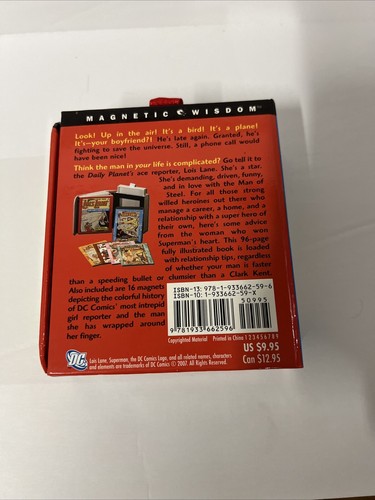 MAGNETIC WISDOM™
Look! Up in the air! It's a bird! It's a plane!
It's—your boyfriend?! He's late again. Granted, he's
fighting to save the universe. Still, a phone call would
have been nice!
Think the man in your life is complicated? Go tell it to
the Daily Planet's ace reporter, Lois Lane. She's a star.
She's demanding, driven, funny,
and in love with the Man of
Steel. For all those strong
willed heroines out there who
manage a career, a home, and a
relationship with a super hero of
their own, here's some advice
from the woman who won
Superman's heart. This 96-page
fully illustrated book is loaded
with relationship tips, regardless
of whether your man is faster
than a speeding bullet or clumsier than a Clark Kent.
Also included are 16 magnets
depicting the colorful history
of DC Comics' most intrepid
girl reporter and the man
she has wrapped around
her finger.
ISBN-13: 978-1-933662-59-6
ISBN-10: 1-933662-59-X
50995
9 781933 662596
Copyrighted Material Printed in China 1 2 3 4 5 6 7 8 9
US $9.95
Can $12.95
DC
Lois Lane, Superman, the DC Comics Logo, and all related names, characters
and elements are trademarks of DC Comics © 2007. All Rights Reserved.